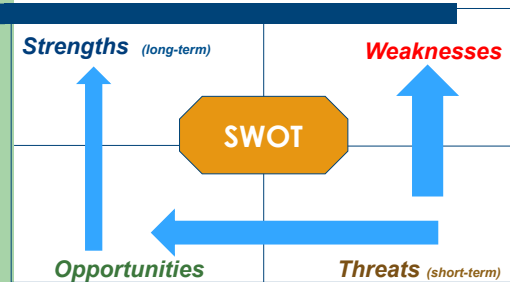 Strengths (long-term)
Weaknesses
SWOT
Opportunities
Threats (short-term)